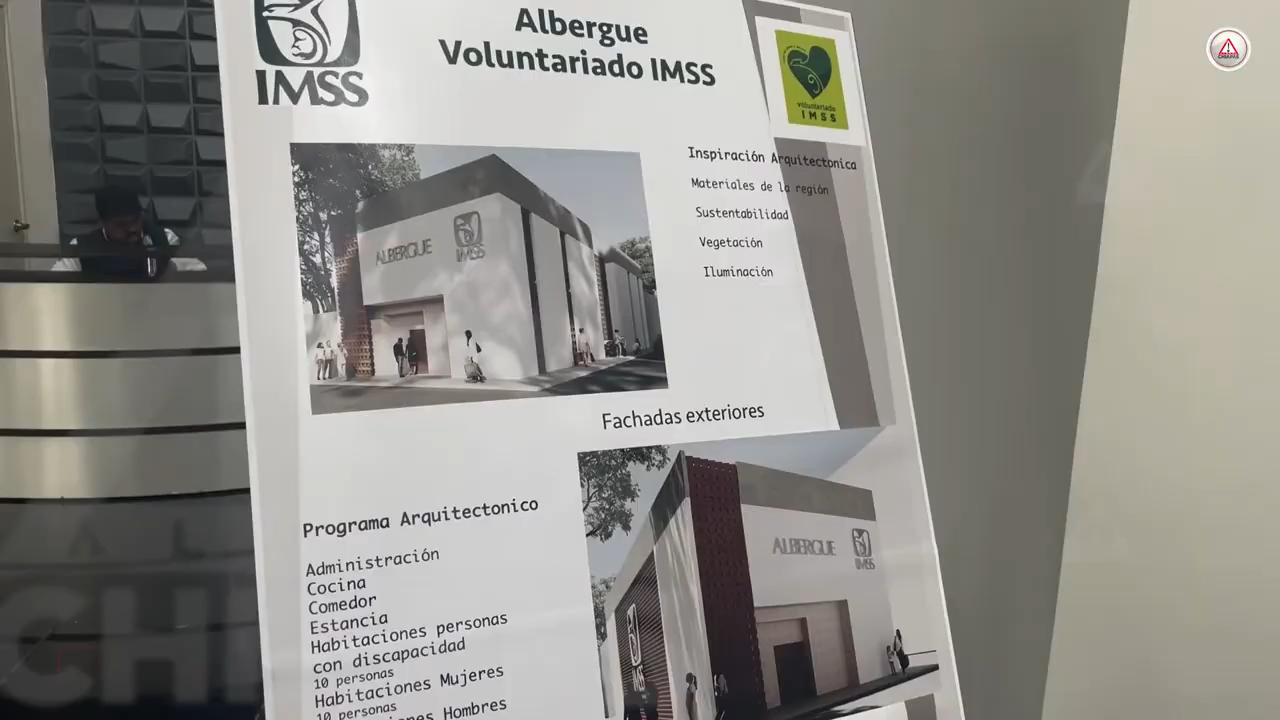 IMSS
Albergue
Voluntariado IMSS
voluntariado
IMSS
Inspiración Arquitectonica
Materiales de la región
Sustentabilidad
Vegetación
Iluminación
ALBERGUE
IMSS
Fachadas exteriores
ALBERGUE
IMSS
IMSS
Programa Arquitectonico
Administración
Cocina
Comedor
Estancia
Habitaciones personas
con discapacidad
10 personas
Habitaciones Mujeres
10 personas
Hombres
CHIAPAS